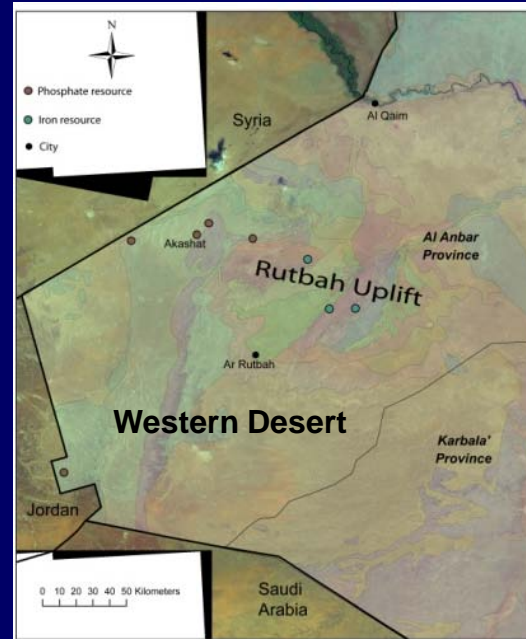 Phosphate resource
Iron resource
City
Syria
Al Qaim
Akashat
Al Anbar
Province
Rutbah Uplift
Ar Rutbah
Western Desert
Karbala'
Province
Jordan
0 10 20 30 40 50 Kilometers
Saudi
Arabia